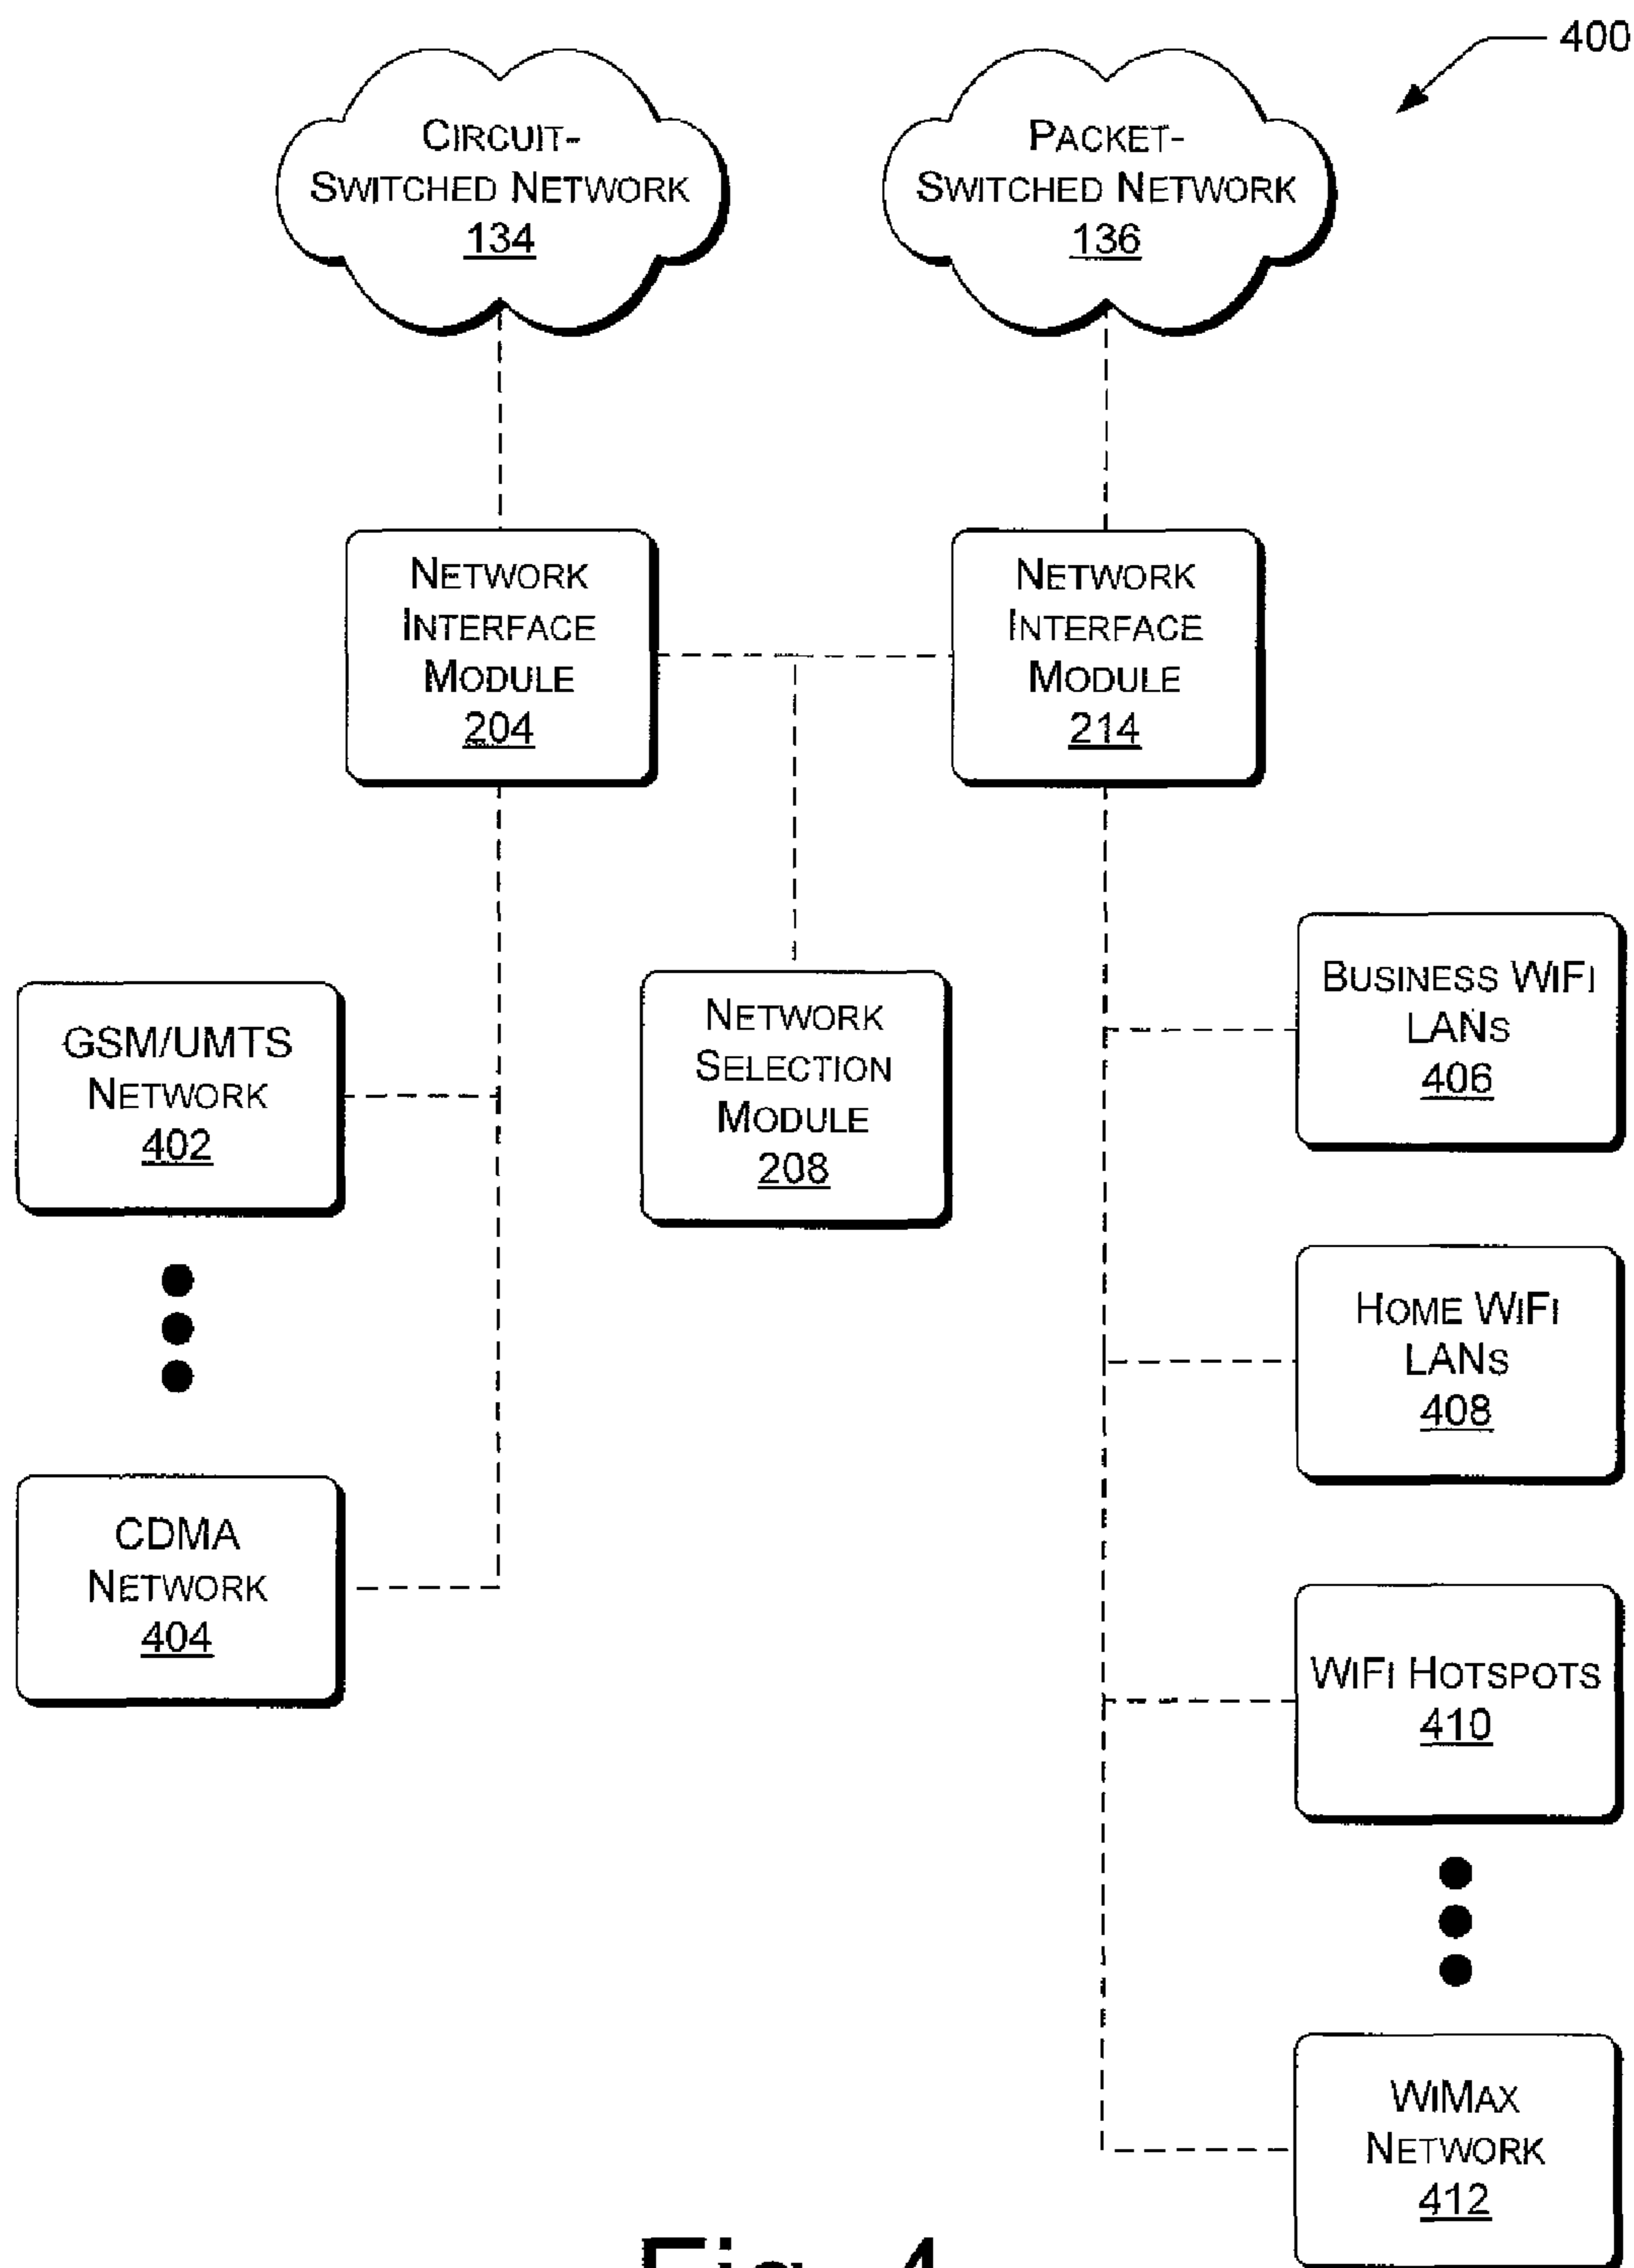 400
CIRCUIT-
SWITCHED NETWORK
134
PACKET-
SWITCHED NETWORK
136
NETWORK
INTERFACE
MODULE
204
NETWORK
INTERFACE
MODULE
214
GSM/UMTS
NETWORK
402
NETWORK
SELECTION
MODULE
208
BUSINESS WIFI
LANS
406
HOME WIFI
LANS
408
CDMA
NETWORK
404
WIFI HOTSPOTS
410
WIMAX
NETWORK
412
Fig. 4